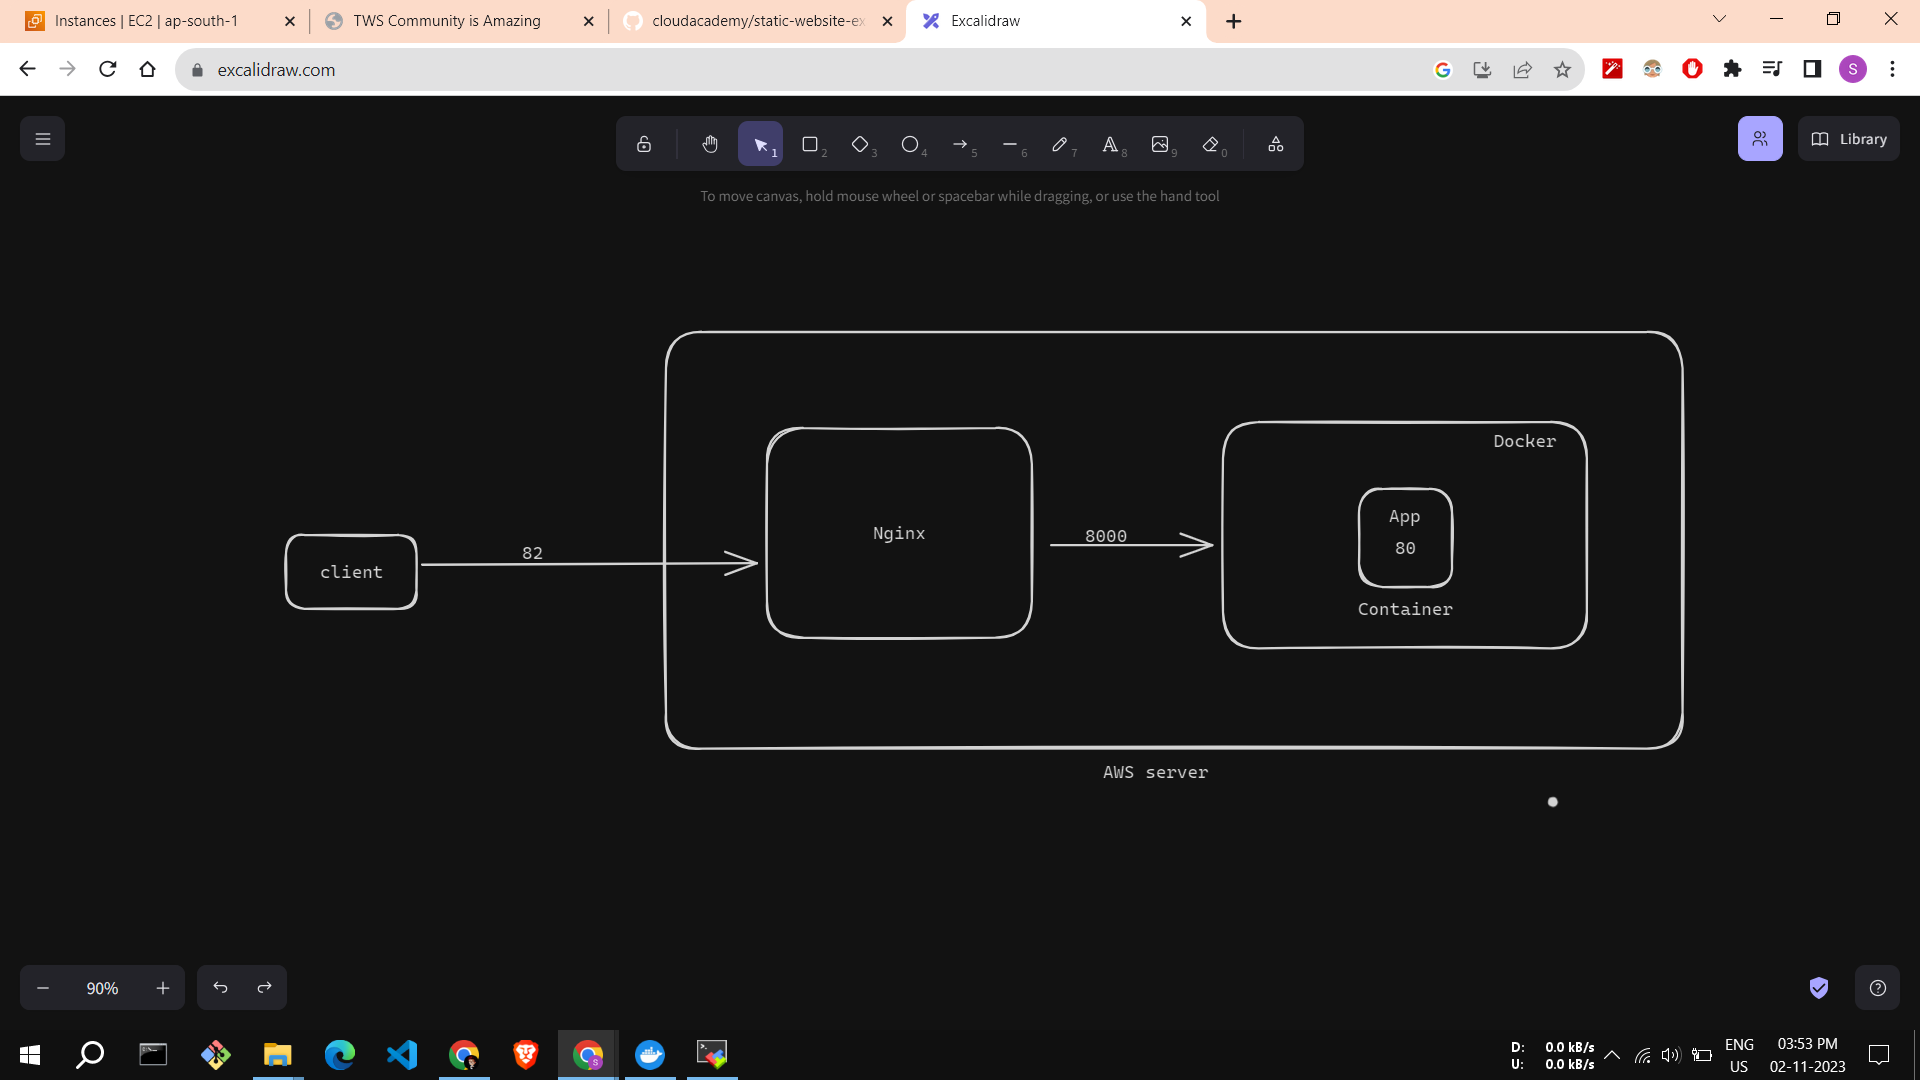 Instances | EC2 | ap-south-1
TWS Community is Amazing
cloudacademy/static-website-ex
Excalidraw
excalidraw.com
S
1
2
3
4
5
6
7
A
8
9
0
Library
To move canvas, hold mouse wheel or spacebar while dragging, or use the hand tool
Docker
App
80
Container
Nginx
8000
82
client
AWS server
90%
D: 0.0 kB/s
U: 0.0 kB/s
ENG
US
03:53 PM
02-11-2023